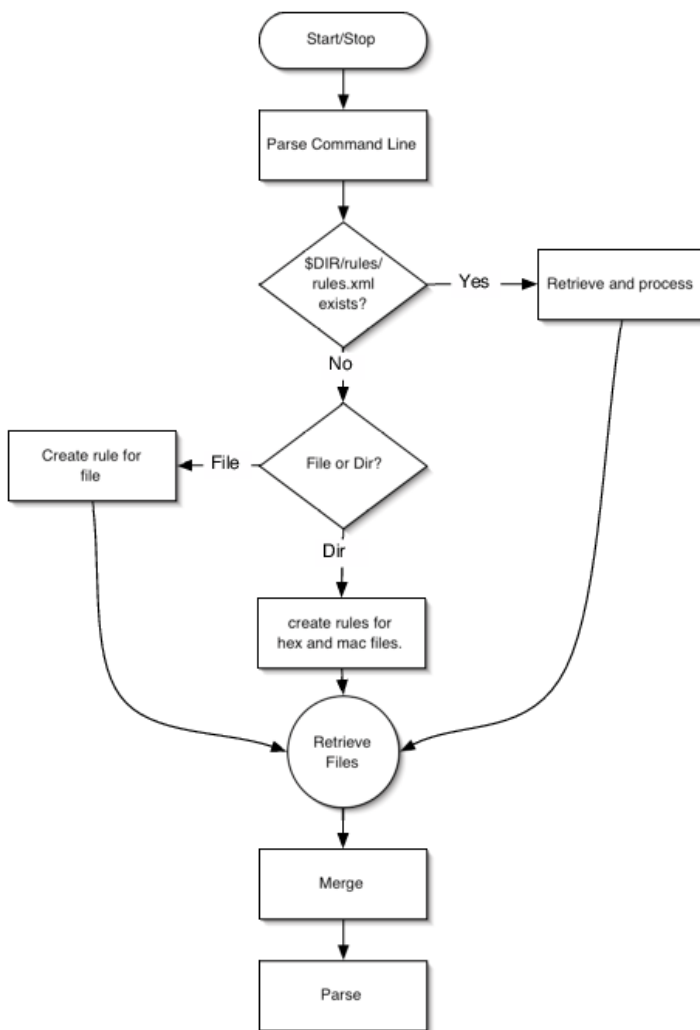 Start/Stop
Parse Command Line
$DIR/rules/
rules.xml
exists?
Yes
Retrieve and process
No
File or Dir?
File
Create rule for
file
Dir
create rules for
hex and mac files.
Retrieve
Files
Merge
Parse